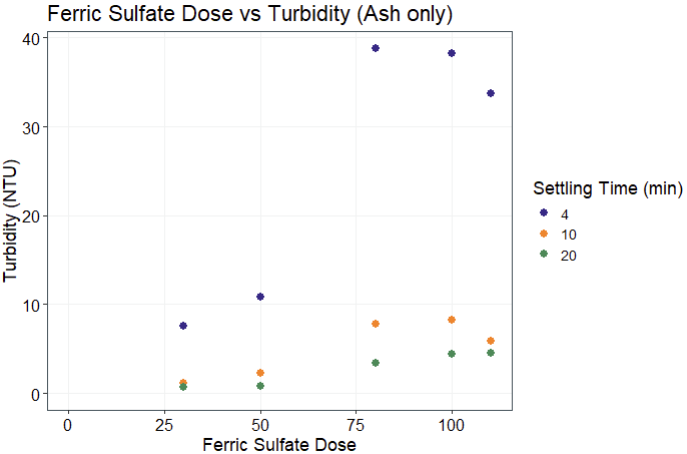 Ferric Sulfate Dose vs Turbidity (Ash only)
40
30
20
10
0
Turbidity (NTU)
0 25 50 75 100
Ferric Sulfate Dose
Settling Time (min)
4
10
20